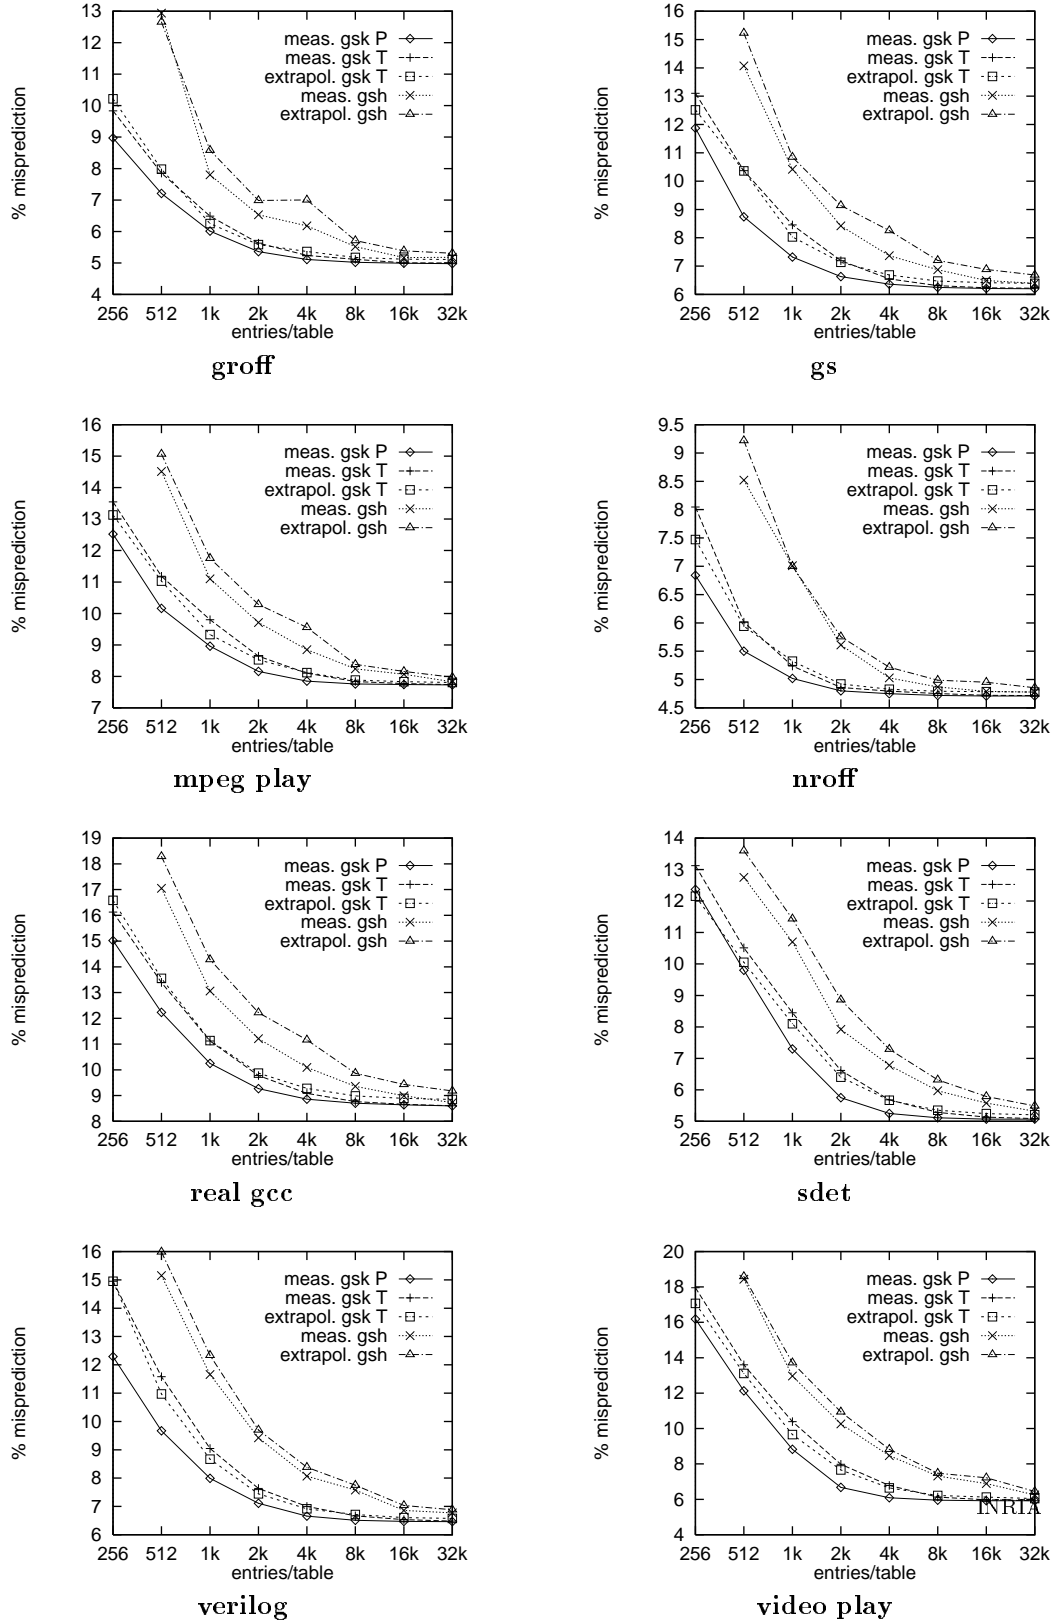 % misprediction
13
12
11
10
9
8
7
6
5
4
meas. gsk P
meas. gsk T
extrapol. gsk T
meas. gsh
extrapol. gsh
256 512 1k 2k 4k 8k 16k 32k
entries/table
groff
% misprediction
16
15
14
13
12
11
10
9
8
7
6
meas. gsk P
meas. gsk T
extrapol. gsk T
meas. gsh
extrapol. gsh
256 512 1k 2k 4k 8k 16k 32k
entries/table
gs
% misprediction
16
15
14
13
12
11
10
9
8
7
meas. gsk P
meas. gsk T
extrapol. gsk T
meas. gsh
extrapol. gsh
256 512 1k 2k 4k 8k 16k 32k
entries/table
mpeg play
% misprediction
9.5
9
8.5
8
7.5
7
6.5
6
5.5
5
4.5
meas. gsk P
meas. gsk T
extrapol. gsk T
meas. gsh
extrapol. gsh
256 512 1k 2k 4k 8k 16k 32k
entries/table
nroff
% misprediction
19
18
17
16
15
14
13
12
11
10
9
8
meas. gsk P
meas. gsk T
extrapol. gsk T
meas. gsh
extrapol. gsh
256 512 1k 2k 4k 8k 16k 32k
entries/table
real gcc
% misprediction
14
13
12
11
10
9
8
7
6
5
meas. gsk P
meas. gsk T
extrapol. gsk T
meas. gsh
extrapol. gsh
256 512 1k 2k 4k 8k 16k 32k
entries/table
sdet
% misprediction
16
15
14
13
12
11
10
9
8
7
6
meas. gsk P
meas. gsk T
extrapol. gsk T
meas. gsh
extrapol. gsh
256 512 1k 2k 4k 8k 16k 32k
entries/table
verilog
% misprediction
20
18
16
14
12
10
8
6
4
meas. gsk P
meas. gsk T
extrapol. gsk T
meas. gsh
extrapol. gsh
INRIA
256 512 1k 2k 4k 8k 16k 32k
entries/table
video play